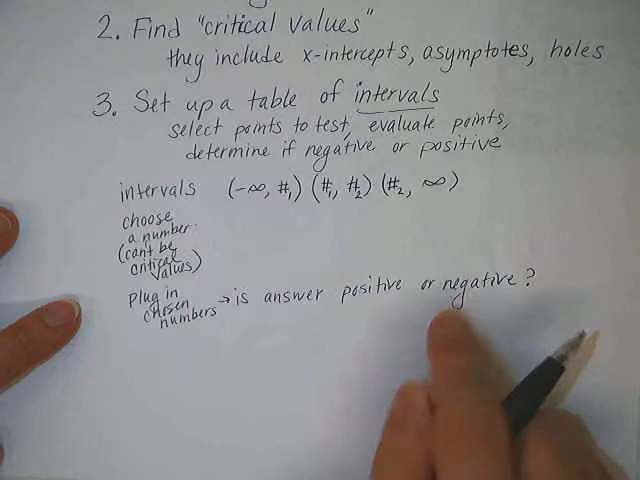 2. Find "critical values"
they include x-intercepts, asymptotes, holes
3. Set up a table of intervals
select points to test, evaluate points,
determine if negative or positive
intervals (-∞, #₁) (#₁, #₂) (#₂, ∞)
choose
a number
(can't be
critical
values)
plug in
chosen
numbers → is answer positive or negative?